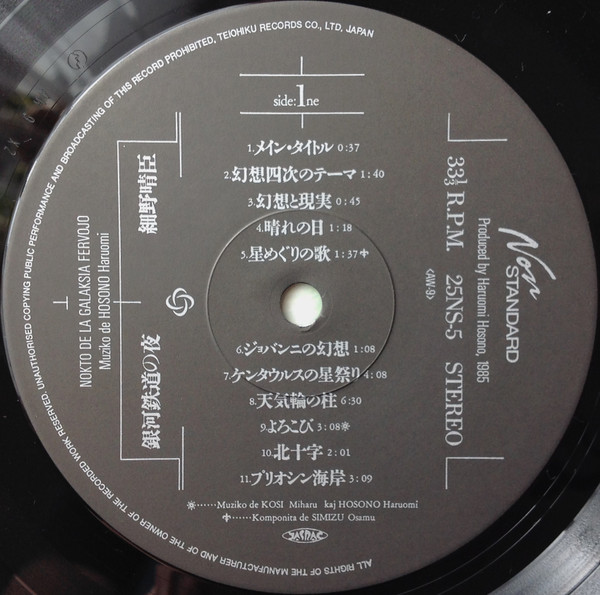 ALL RIGHTS OF THE MANUFACTURER AND OF THE OWNER OF THE RECORDED WORK RESERVED. UNAUTHORISED COPYING PUBLIC PERFORMANCE AND BROADCASTING OF THIS RECORD PROHIBITED, TEICHIKU RECORDS CO., LTD, JAPAN
side:1ne
1.メイン・タイトル 0:37
2.幻想四次のテーマ 1:40
3.幻想と現実 0:45
4.晴れの日 1:18
5.星めぐりの歌 1:37⚜
6.ジョバンニの幻想 1:08
7.ケンタウルスの星祭り 4:08
8.天気輪の柱 6:30
9.よろこび 3:08※
10.北十字 2:01
11.プリオシン海岸 3:09
※……Muziko de KOSI Miharu kaj HOSONO Haruomi
⚜……Komponita de SIMIZU Osamu
JASRAC
銀河鉄道の夜
細野晴臣
NOKTO DE LA GALAKSIA FERVOJO
Muziko de HOSONO Haruomi
Non
STANDARD
Produced by Haruomi Hosono, 1985
33⅓ R.P.M 25NS-5 STEREO
〈AW-9〉